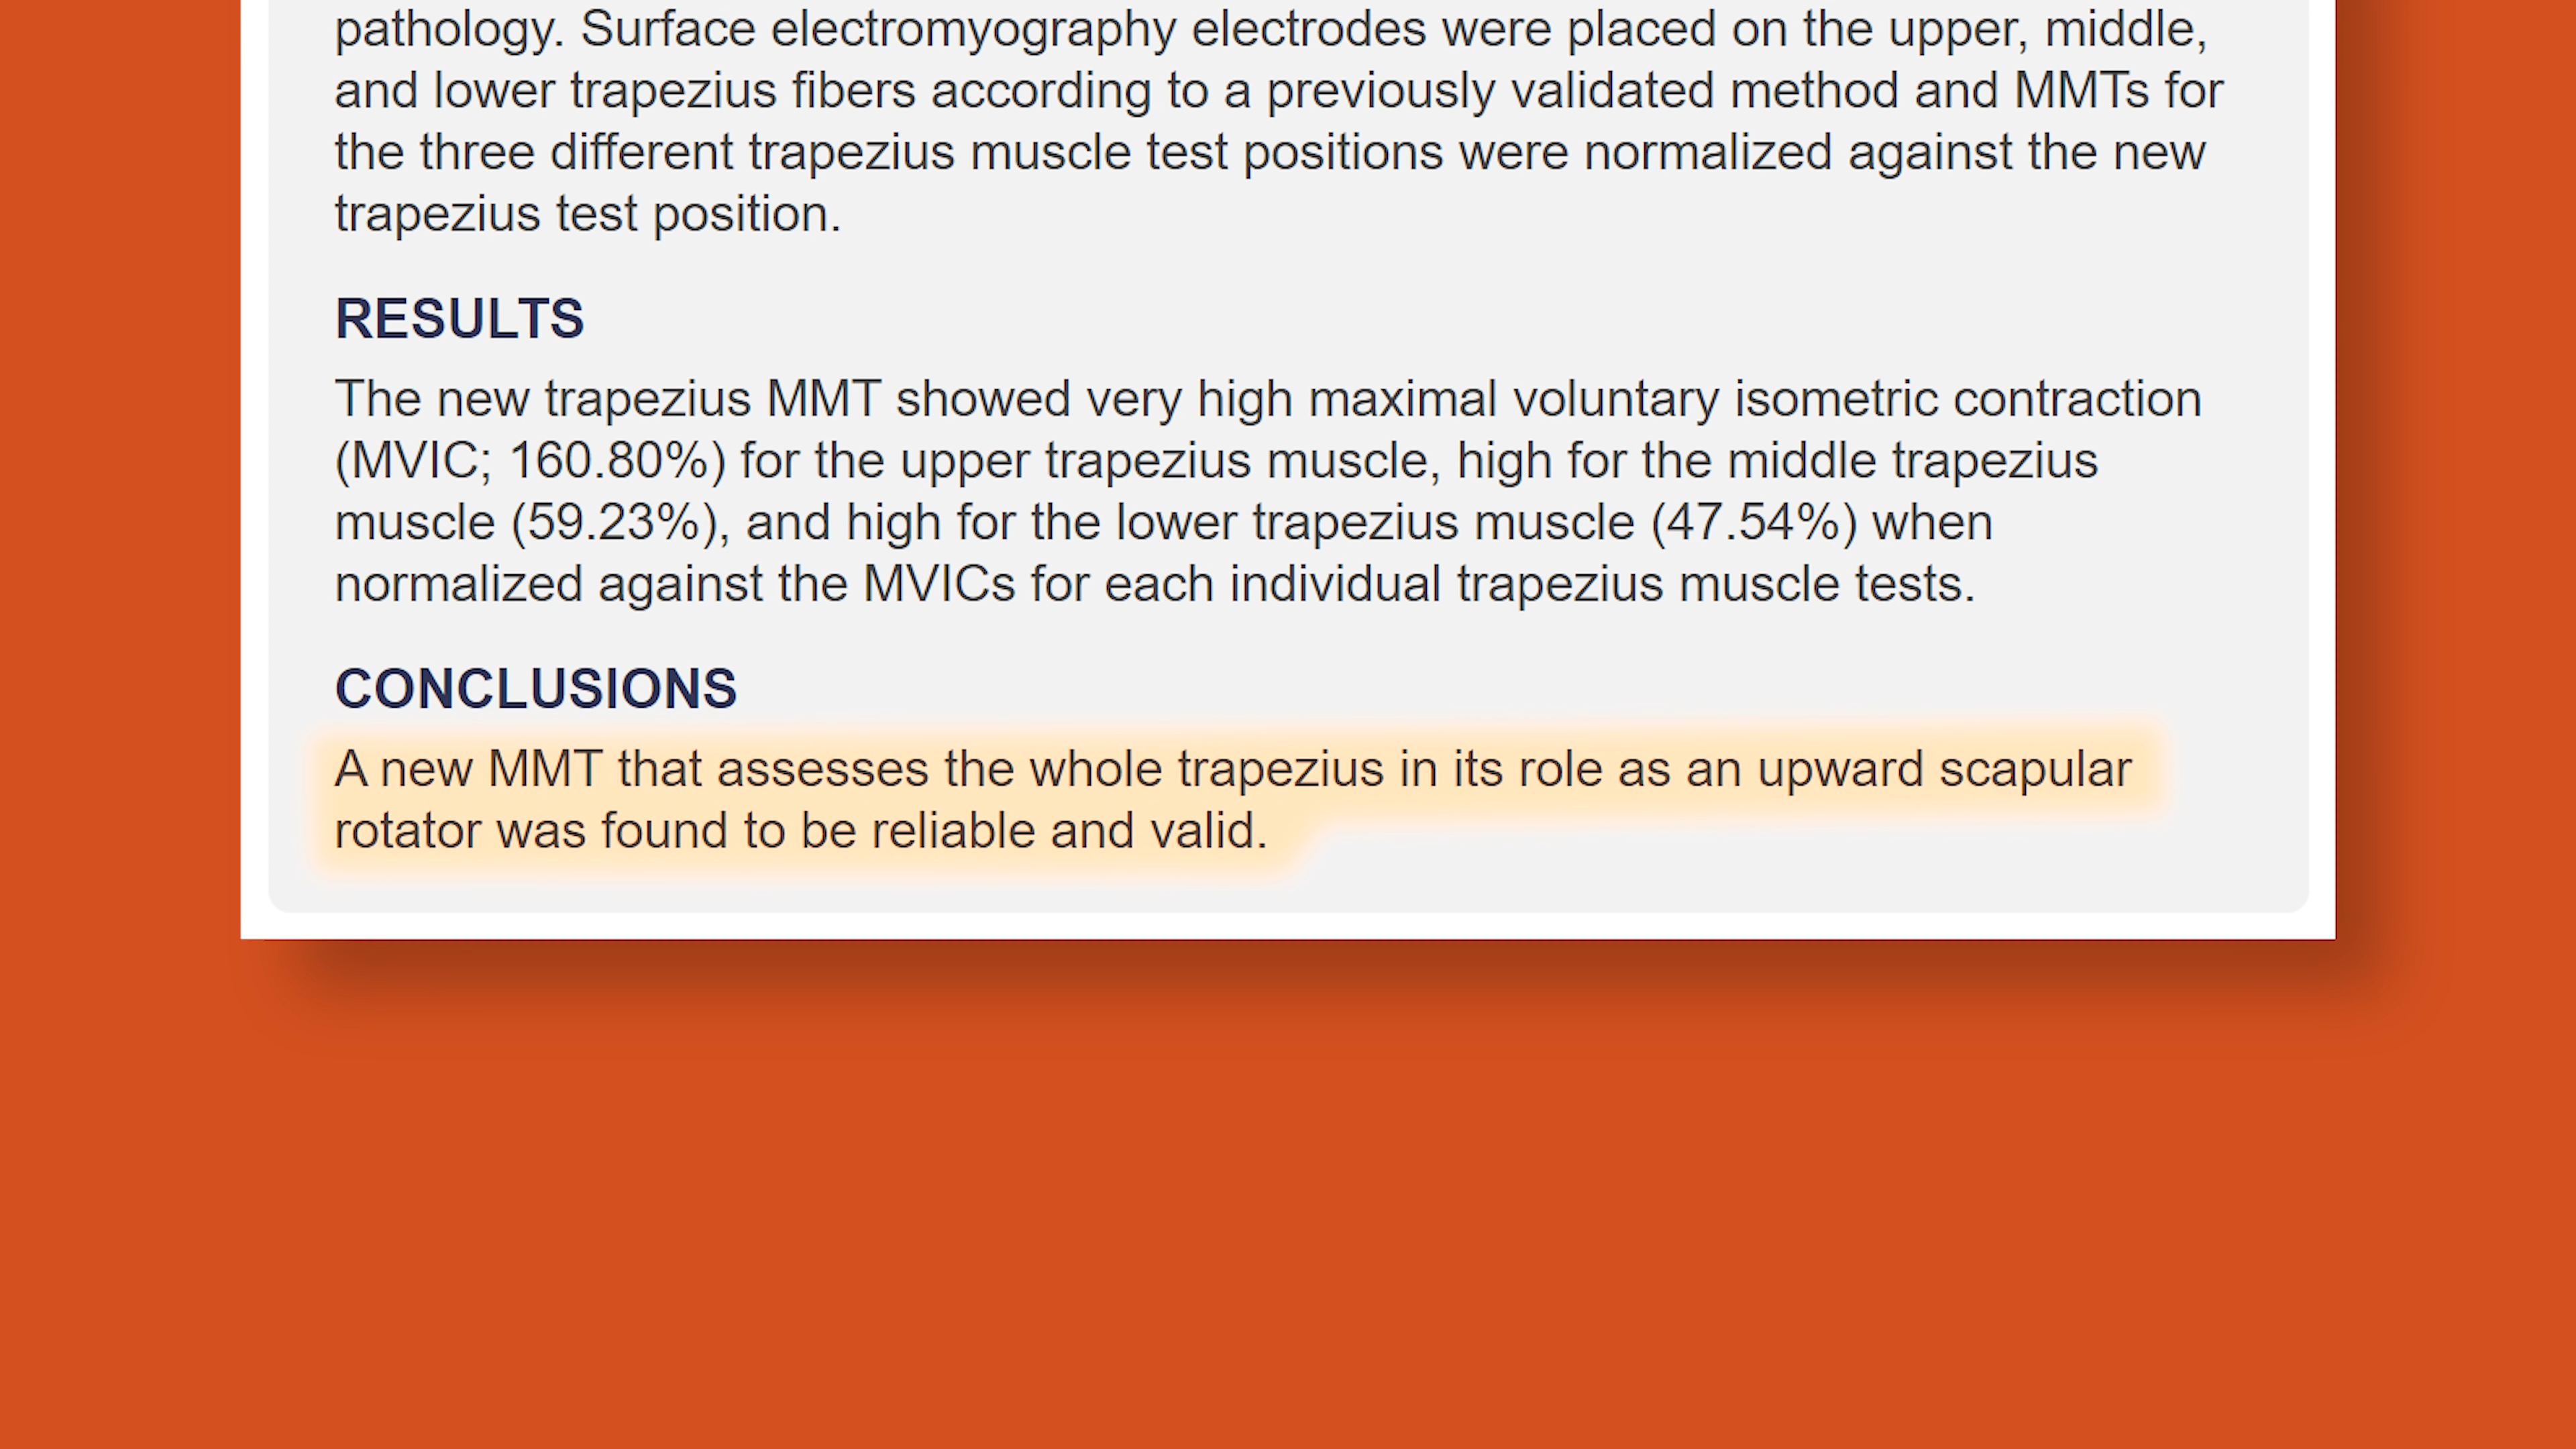 pathology. Surface electromyography electrodes were placed on the upper, middle,
and lower trapezius fibers according to a previously validated method and MMTs for
the three different trapezius muscle test positions were normalized against the new
trapezius test position.
RESULTS
The new trapezius MMT showed very high maximal voluntary isometric contraction
(MVIC; 160.80%) for the upper trapezius muscle, high for the middle trapezius
muscle (59.23%), and high for the lower trapezius muscle (47.54%) when
normalized against the MVICs for each individual trapezius muscle tests.
CONCLUSIONS
A new MMT that assesses the whole trapezius in its role as an upward scapular
rotator was found to be reliable and valid.